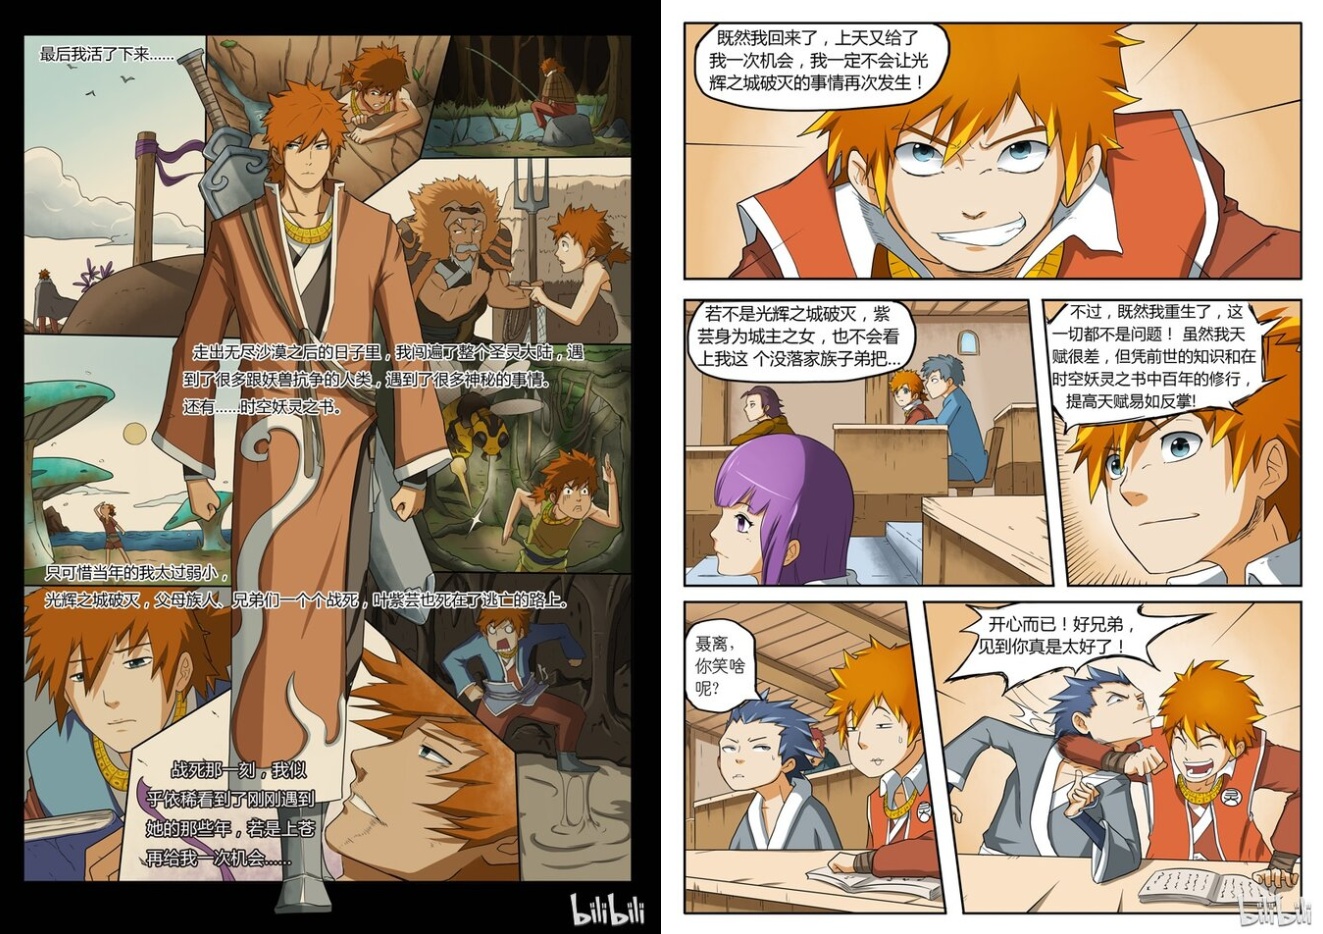 最后我活了下来……
走出无尽沙漠之后的日子里，我闯遍了整个圣灵大陆，遇
到了很多跟妖兽抗争的人类，遇到了很多神秘的事情。
还有……时空妖灵之书。
只可惜当年的我太过弱小，
光辉之城破灭，父母族人、兄弟们一个个战死，叶紫芸也死在了逃亡的路上。
战死那一刻，我似
乎依稀看到了刚刚遇到
她的那些年，若是上苍
再给我一次机会……
bilibili
既然我回来了，上天又给了
我一次机会，我一定不会让光
辉之城破灭的事情再次发生！
若不是光辉之城破灭，紫
芸身为城主之女，也不会看
上我这 个没落家族子弟把...
不过，既然我重生了，这
一切都不是问题！ 虽然我天
赋很差，但凭前世的知识和在
时空妖灵之书中百年的修行，
提高天赋易如反掌!
聂离，
你笑啥
呢?
开心而已！好兄弟，
见到你真是太好了！
bilibili